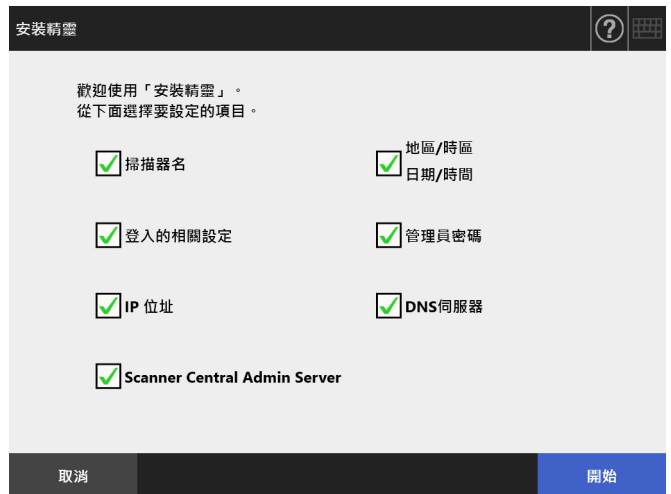 安裝精靈
?
歡迎使用「安裝精靈」。
從下面選擇要設定的項目。
掃描器名
地區/時區
日期/時間
登入的相關設定
管理員密碼
IP 位址
DNS伺服器
Scanner Central Admin Server
取消
開始